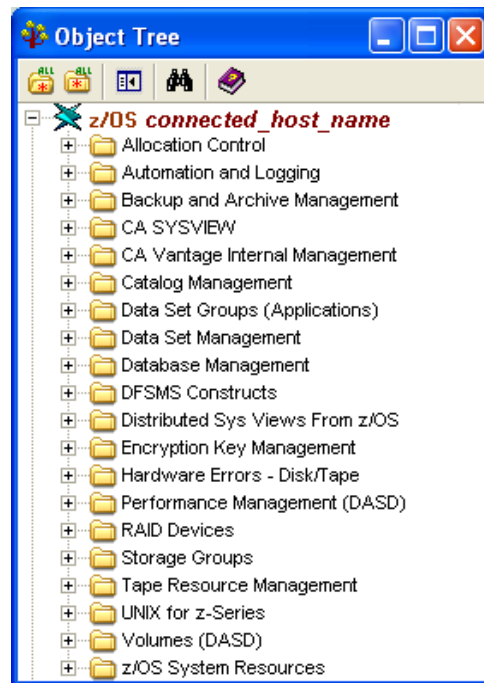 Object Tree
ALL ALL
z/OS connected_host_name
Allocation Control
Automation and Logging
Backup and Archive Management
CA SYSVIEW
CA Vantage Internal Management
Catalog Management
Data Set Groups (Applications)
Data Set Management
Database Management
DFSMS Constructs
Distributed Sys Views From z/OS
Encryption Key Management
Hardware Errors - Disk/Tape
Performance Management (DASD)
RAID Devices
Storage Groups
Tape Resource Management
UNIX for z-Series
Volumes (DASD)
z/OS System Resources